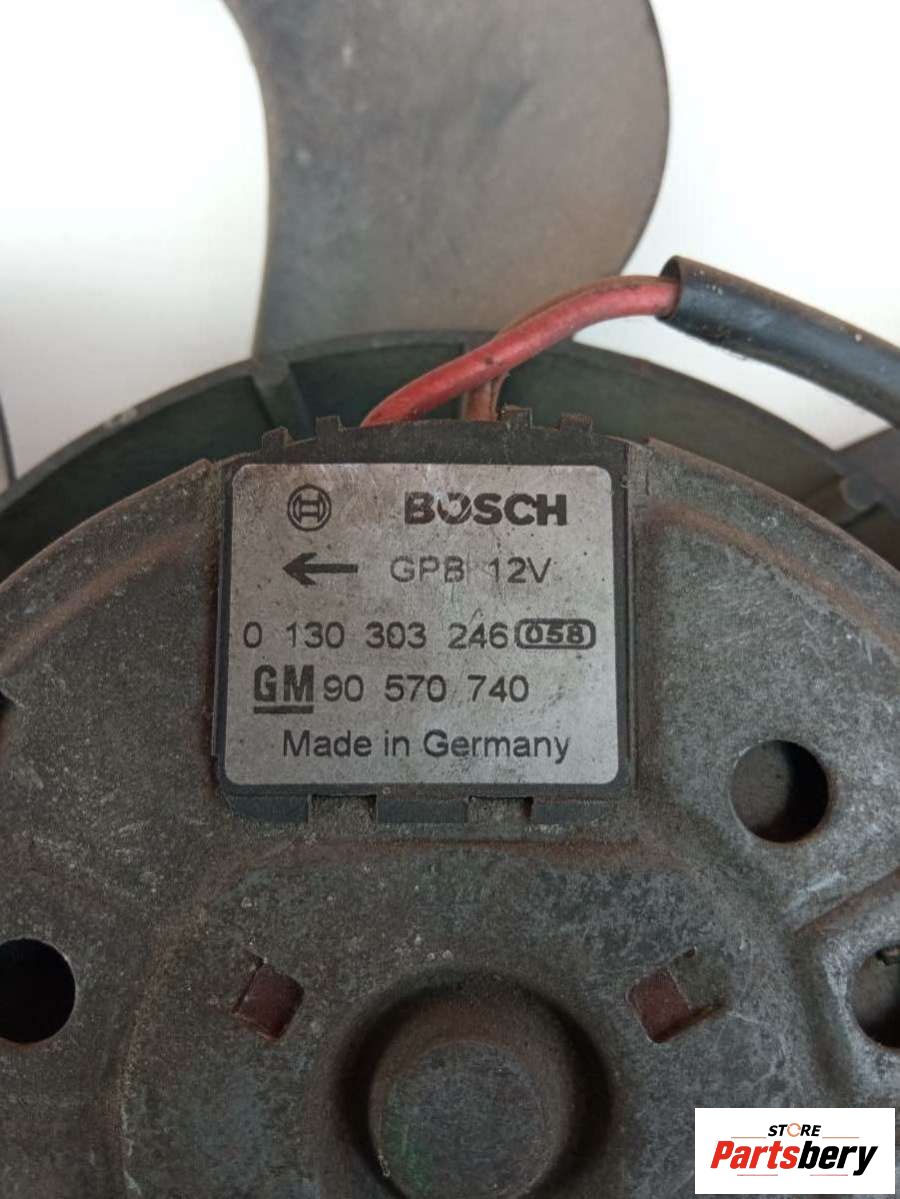 BOSCH
GPB 12V
0 130 303 246 058
GM 90 570 740
Made in Germany
STORE
Partsbery